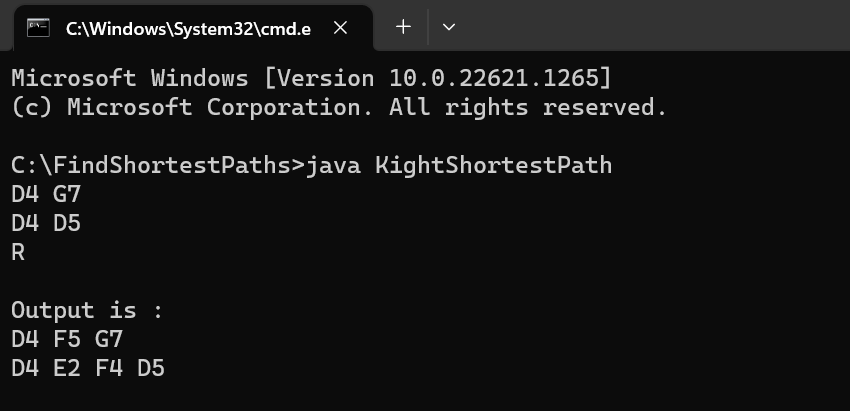 C:\Windows\System32\cmd.e
Microsoft Windows [Version 10.0.22621.1265]
(c) Microsoft Corporation. All rights reserved.
C:\FindShortestPaths>java KightShortestPath
D4 G7
D4 D5
R
Output is :
D4 F5 G7
D4 E2 F4 D5